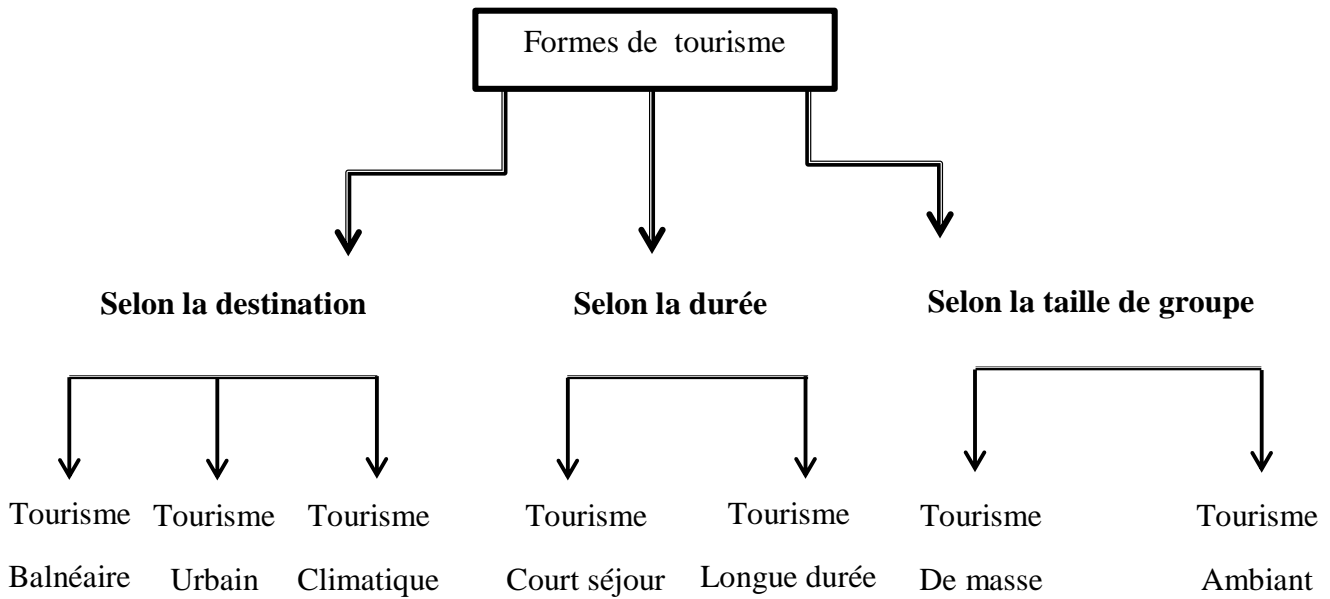 Formes de tourisme
Selon la destination
Selon la durée
Selon la taille de groupe
Tourisme
Balnéaire
Tourisme
Urbain
Tourisme
Climatique
Tourisme
Court séjour
Tourisme
Longue durée
Tourisme
De masse
Tourisme
Ambiant